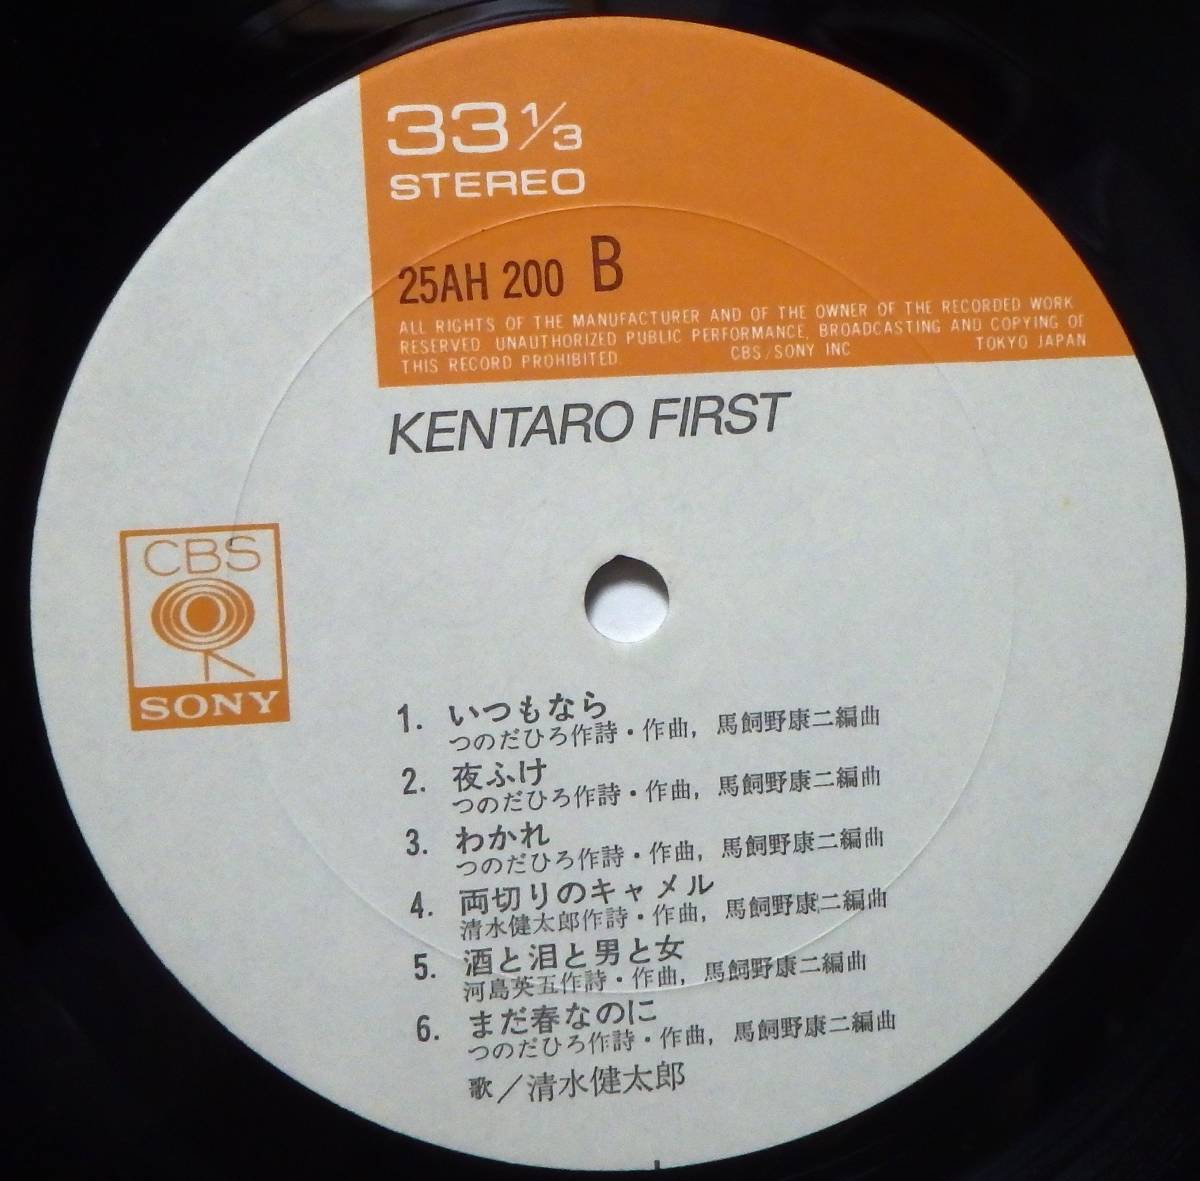 33 1/3
STEREO
25AH 200 B
ALL RIGHTS OF THE MANUFACTURER AND OF THE OWNER OF THE RECORDED WORK
RESERVED. UNAUTHORIZED PUBLIC PERFORMANCE, BROADCASTING AND COPYING OF
THIS RECORD PROHIBITED. CBS/SONY INC TOKYO JAPAN
KENTARO FIRST
CBS
SONY
1. いつもなら
つのだひろ作詩・作曲, 馬飼野康二編曲
2. 夜ふけ
つのだひろ作詩・作曲, 馬飼野康二編曲
3. わかれ
つのだひろ作詩・作曲, 馬飼野康二編曲
4. 両切りのキャメル
清水健太郎作詩・作曲, 馬飼野康二編曲
5. 酒と泪と男と女
河島英五作詩・作曲, 馬飼野康二編曲
6. まだ春なのに
つのだひろ作詩・作曲, 馬飼野康二編曲
歌/清水健太郎